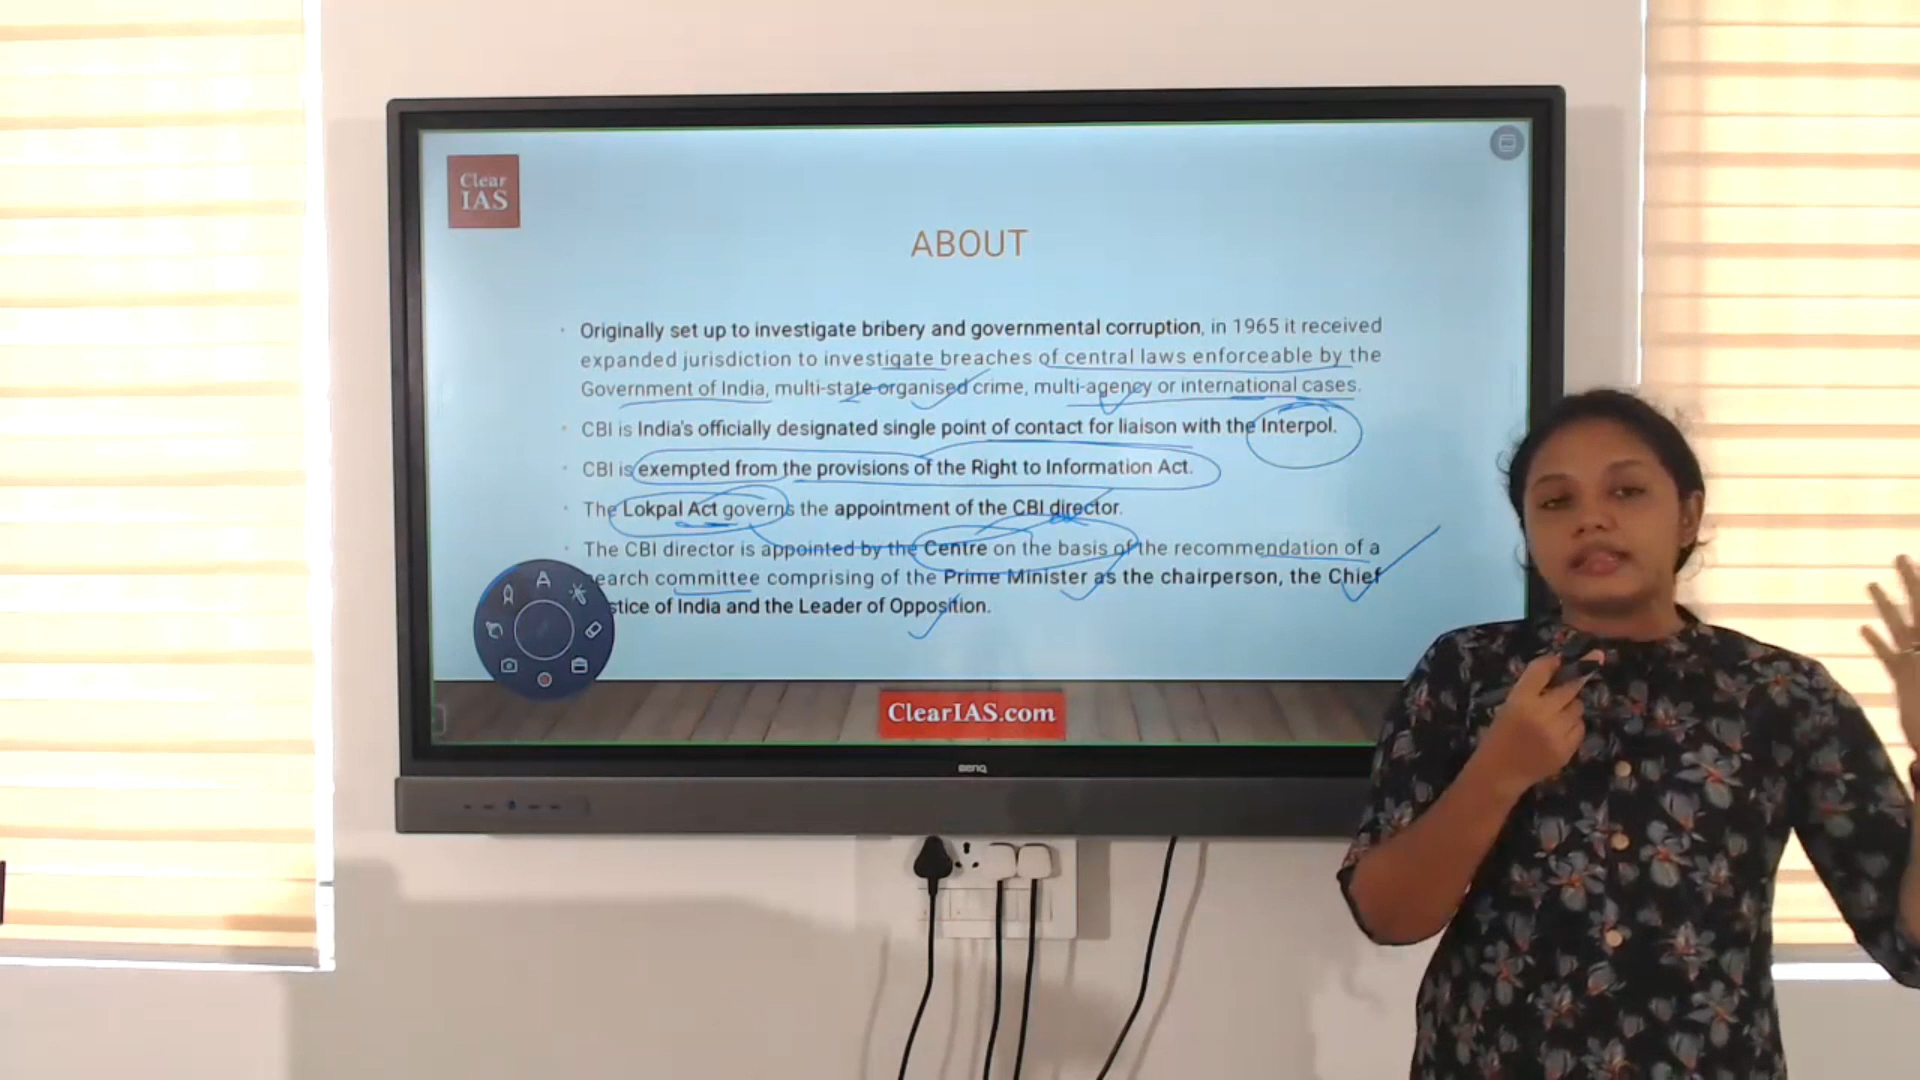 Clear
IAS
ABOUT
Originally set up to investigate bribery and governmental corruption, in 1965 it received
expanded jurisdiction to investigate breaches of central laws enforceable by the
Government of India, multi-state organised crime, multi-agency or international cases.
CBI is India's officially designated single point of contact for liaison with the Interpol.
CBI is exempted from the provisions of the Right to Information Act.
The Lokpal Act governs the appointment of the CBI director.
The CBI director is appointed by the Centre on the basis of the recommendation of a
earch committee comprising of the Prime Minister as the chairperson, the Chief
stice of India and the Leader of Opposition.
ClearIAS.com
BenQ